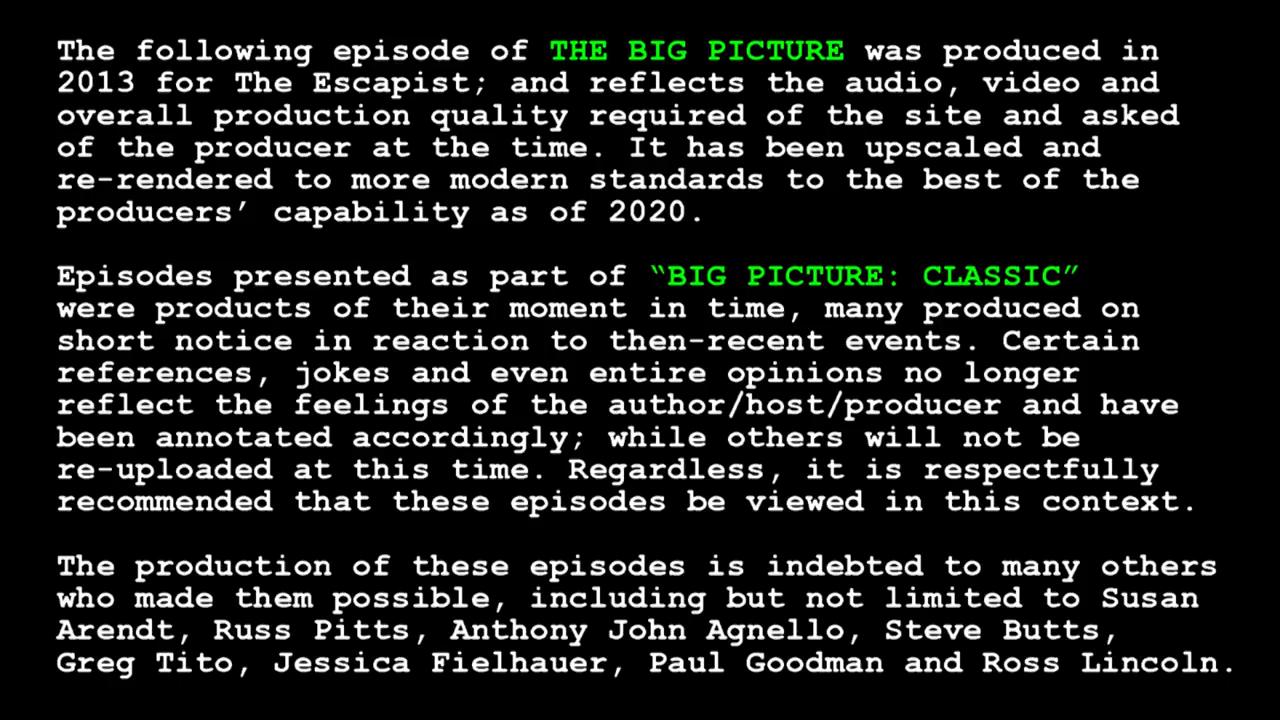 The following episode of THE BIG PICTURE was produced in
2013 for The Escapist; and reflects the audio, video and
overall production quality required of the site and asked
of the producer at the time. It has been upscaled and
re-rendered to more modern standards to the best of the
producers’ capability as of 2020.
Episodes presented as part of “BIG PICTURE: CLASSIC”
were products of their moment in time, many produced on
short notice in reaction to then-recent events. Certain
references, jokes and even entire opinions no longer
reflect the feelings of the author/host/producer and have
been annotated accordingly; while others will not be
re-uploaded at this time. Regardless, it is respectfully
recommended that these episodes be viewed in this context.
The production of these episodes is indebted to many others
who made them possible, including but not limited to Susan
Arendt, Russ Pitts, Anthony John Agnello, Steve Butts,
Greg Tito, Jessica Fielhauer, Paul Goodman and Ross Lincoln.